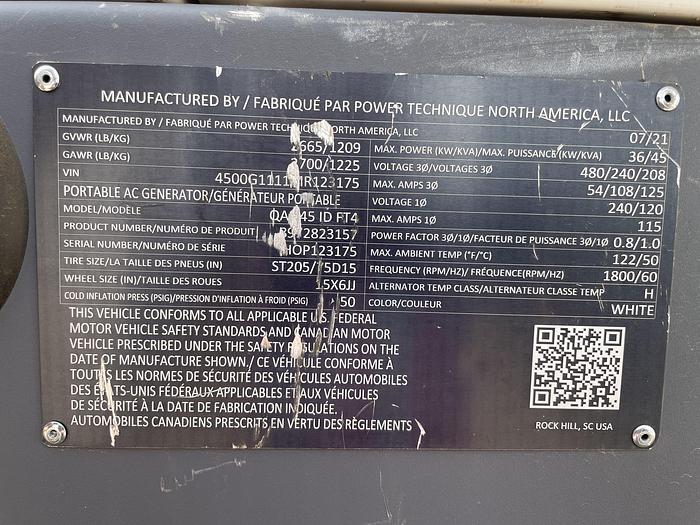 MANUFACTURED BY / FABRIQUÉ PAR POWER TECHNIQUE NORTH AMERICA, LLC
MANUFACTURED BY / FABRIQUÉ PAR POWER TECHNIQUE NORTH AMERICA, LLC 07/21
GVWR (LB/KG) 2665/1209 MAX. POWER (KW/KVA)/MAX. PUISSANCE(KW/KVA) 36/45
GAWR (LB/KG) 2700/1225 VOLTAGE 3Ø/VOLTAGES 3Ø 480/240/208
VIN MAX. AMPS 3Ø 54/108/125
PORTABLE AC GENERATOR/GÉNÉRATEUR PORTABLE VOLTAGE 1Ø 240/120
MODEL/MODÈLE ID FT4 MAX. AMPS 1Ø 115
PRODUCT NUMBER/NUMÉRO DE PRODUIT POWER FACTOR 3Ø/1Ø/FACTEUR DE PUISSANCE 3Ø/1Ø 0.8/1.0
SERIAL NUMBER/NUMÉRO DE SÉRIE MAX. AMBIENT TEMP (°F/°C) 122/50
TIRE SIZE/LA TAILLE DES PNEUS (IN) ST205/75D15 FREQUENCY (RPM/HZ)/ FRÉQUENCE(RPM/HZ) 1800/60
WHEEL SIZE (IN)/TAILLE DES ROUES ALTERNATOR TEMP CLASS/ALTERNATEUR CLASSE TEMP H
COLD INFLATION PRESS (PSIG)/PRESSION D'INFLATION À FROID (PSIG) 50 COLOR/COULEUR WHITE
THIS VEHICLE CONFORMS TO ALL APPLICABLE U.S. FEDERAL
MOTOR VEHICLE SAFETY STANDARDS AND CANADIAN MOTOR
VEHICLE PRESCRIBED UNDER THE SAFETY REGULATIONS ON THE
DATE OF MANUFACTURE SHOWN./ CE VÉHICULE CONFORME À
TOUTES LES NORMES DE SÉCURITÉ DES VÉHICULES AUTOMOBILES
DES ÉTATS-UNIS FÉDÉRAUX APPLICABLES ET AUX VÉHICULES
DE SÉCURITÉ À LA DATE DE FABRICATION INDIQUÉE.
AUTOMOBILES CANADIENS PRESCRITS EN VERTU DES RÈGLEMENTS
ROCK HILL, SC USA